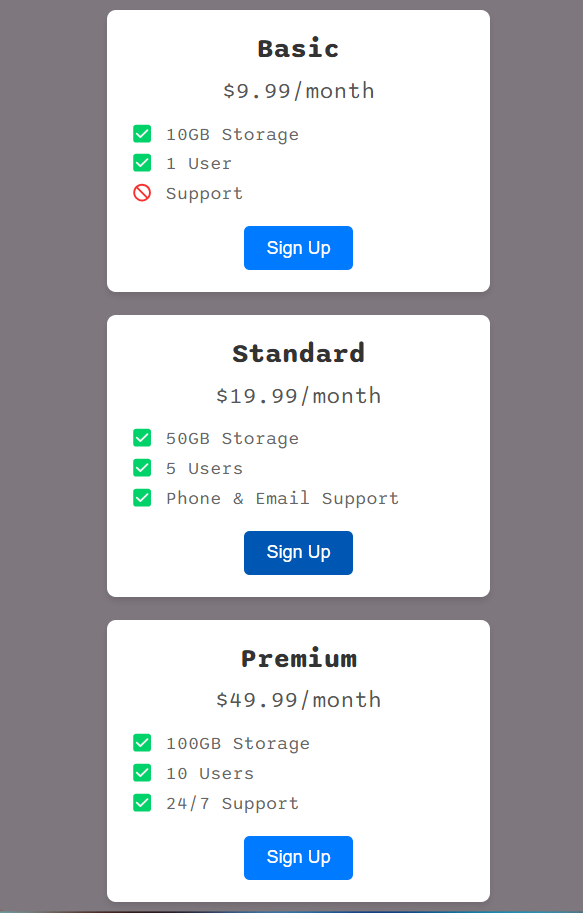 Basic
$9.99/month
10GB Storage
1 User
Support
Sign Up
Standard
$19.99/month
50GB Storage
5 Users
Phone & Email Support
Sign Up
Premium
$49.99/month
100GB Storage
10 Users
24/7 Support
Sign Up